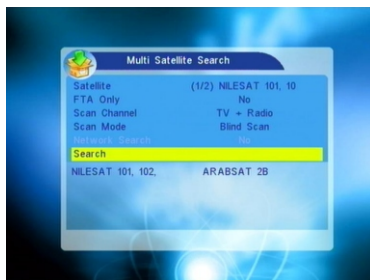 Multi Satellite Search
Satellite (1/2) NILESAT 101, 10
FTA Only No
Scan Channel TV + Radio
Scan Mode Blind Scan
Network Search No
Search
NILESAT 101, 102, ARABSAT 2B